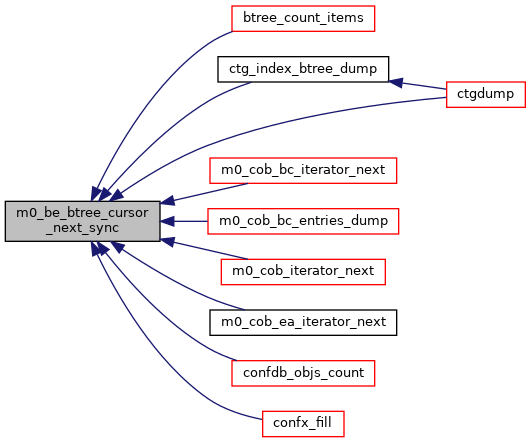 btree_count_items
ctg_index_btree_dump
ctgdump
m0_cob_bc_iterator_next
m0_be_btree_cursor
_next_sync
m0_cob_bc_entries_dump
m0_cob_iterator_next
m0_cob_ea_iterator_next
confdb_objs_count
confx_fill